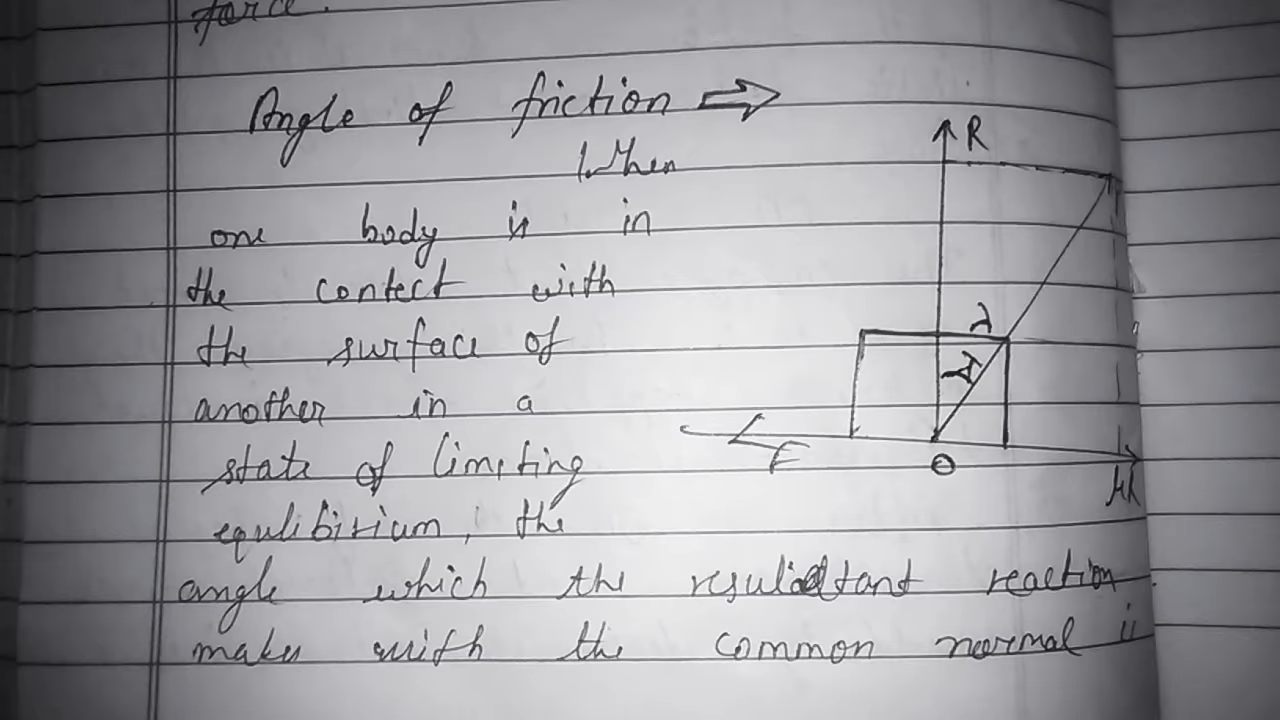 force.
Angle of friction ⇒
When
one body is in
the contect with
the surface of
another in a
state of limiting
equlibirium, the
angle which the resultant reaction
makes with the common normal is
R
λ
λ
F
O
μR